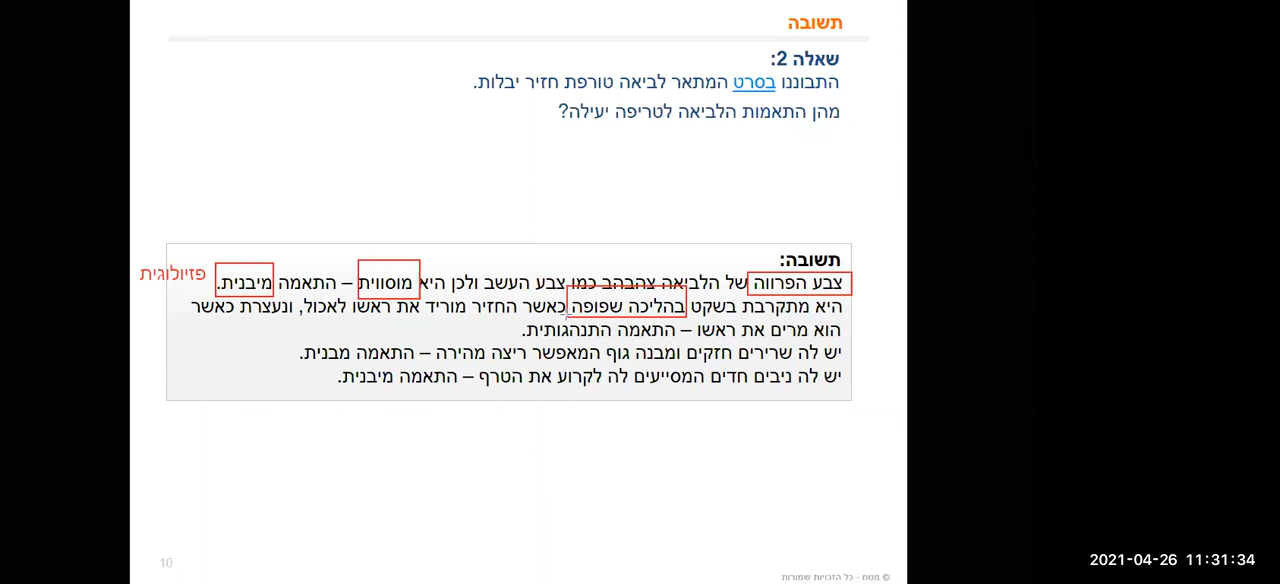 תשובה
שאלה 2:
התבוננו בסרט המתאר לביאה טורפת חזיר יבלות.
מהן התאמות הלביאה לטריפה יעילה?
תשובה:
צבע הפרווה של הלביאה צהבהב כמו צבע העשב ולכן היא מוסווית – התאמה מיבנית.
פזיולוגית
היא מתקרבת בשקט בהליכה שפופה כאשר החזיר מוריד את ראשו לאכול, ונעצרת כאשר
הוא מרים את ראשו – התאמה התנהגותית.
יש לה שרירים חזקים ומבנה גוף המאפשר ריצה מהירה – התאמה מבנית.
יש לה ניבים חדים המסייעים לה לקרוע את הטרף – התאמה מיבנית.
10
© מטח - כל הזכויות שמורות
2021-04-26 11:31:34